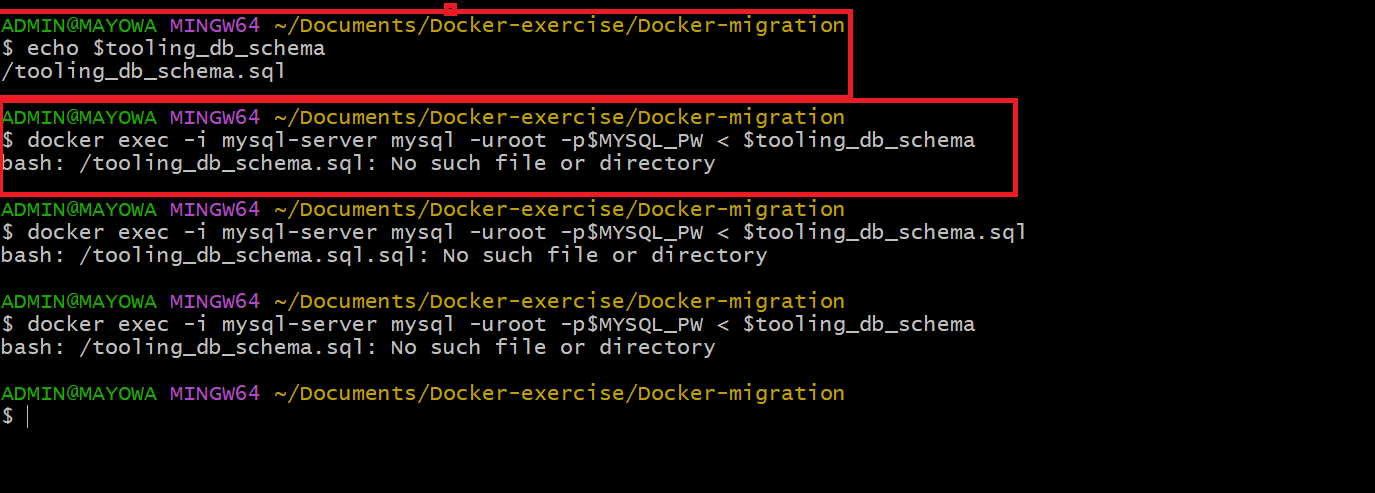 ADMIN@MAYOWA MINGW64 ~/Documents/Docker-exercise/Docker-migration
$ echo $tooling_db_schema
/tooling_db_schema.sql
ADMIN@MAYOWA MINGW64 ~/Documents/Docker-exercise/Docker-migration
$ docker exec -i mysql-server mysql -uroot -p$MYSQL_PW < $tooling_db_schema
bash: /tooling_db_schema.sql: No such file or directory
ADMIN@MAYOWA MINGW64 ~/Documents/Docker-exercise/Docker-migration
$ docker exec -i mysql-server mysql -uroot -p$MYSQL_PW < $tooling_db_schema.sql
bash: /tooling_db_schema.sql.sql: No such file or directory
ADMIN@MAYOWA MINGW64 ~/Documents/Docker-exercise/Docker-migration
$ docker exec -i mysql-server mysql -uroot -p$MYSQL_PW < $tooling_db_schema
bash: /tooling_db_schema.sql: No such file or directory
ADMIN@MAYOWA MINGW64 ~/Documents/Docker-exercise/Docker-migration
$